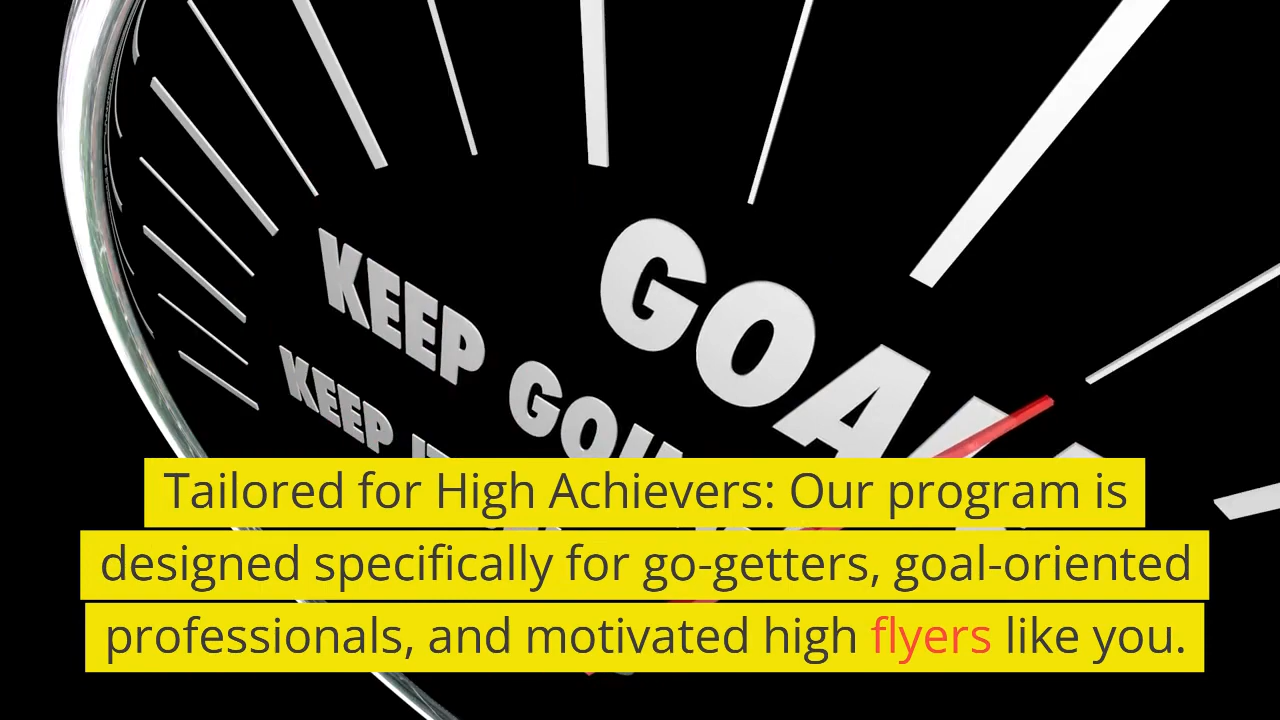 GOAL
KEEP
KEEP
Tailored for High Achievers: Our program is
designed specifically for go-getters, goal-oriented
professionals, and motivated high flyers like you.